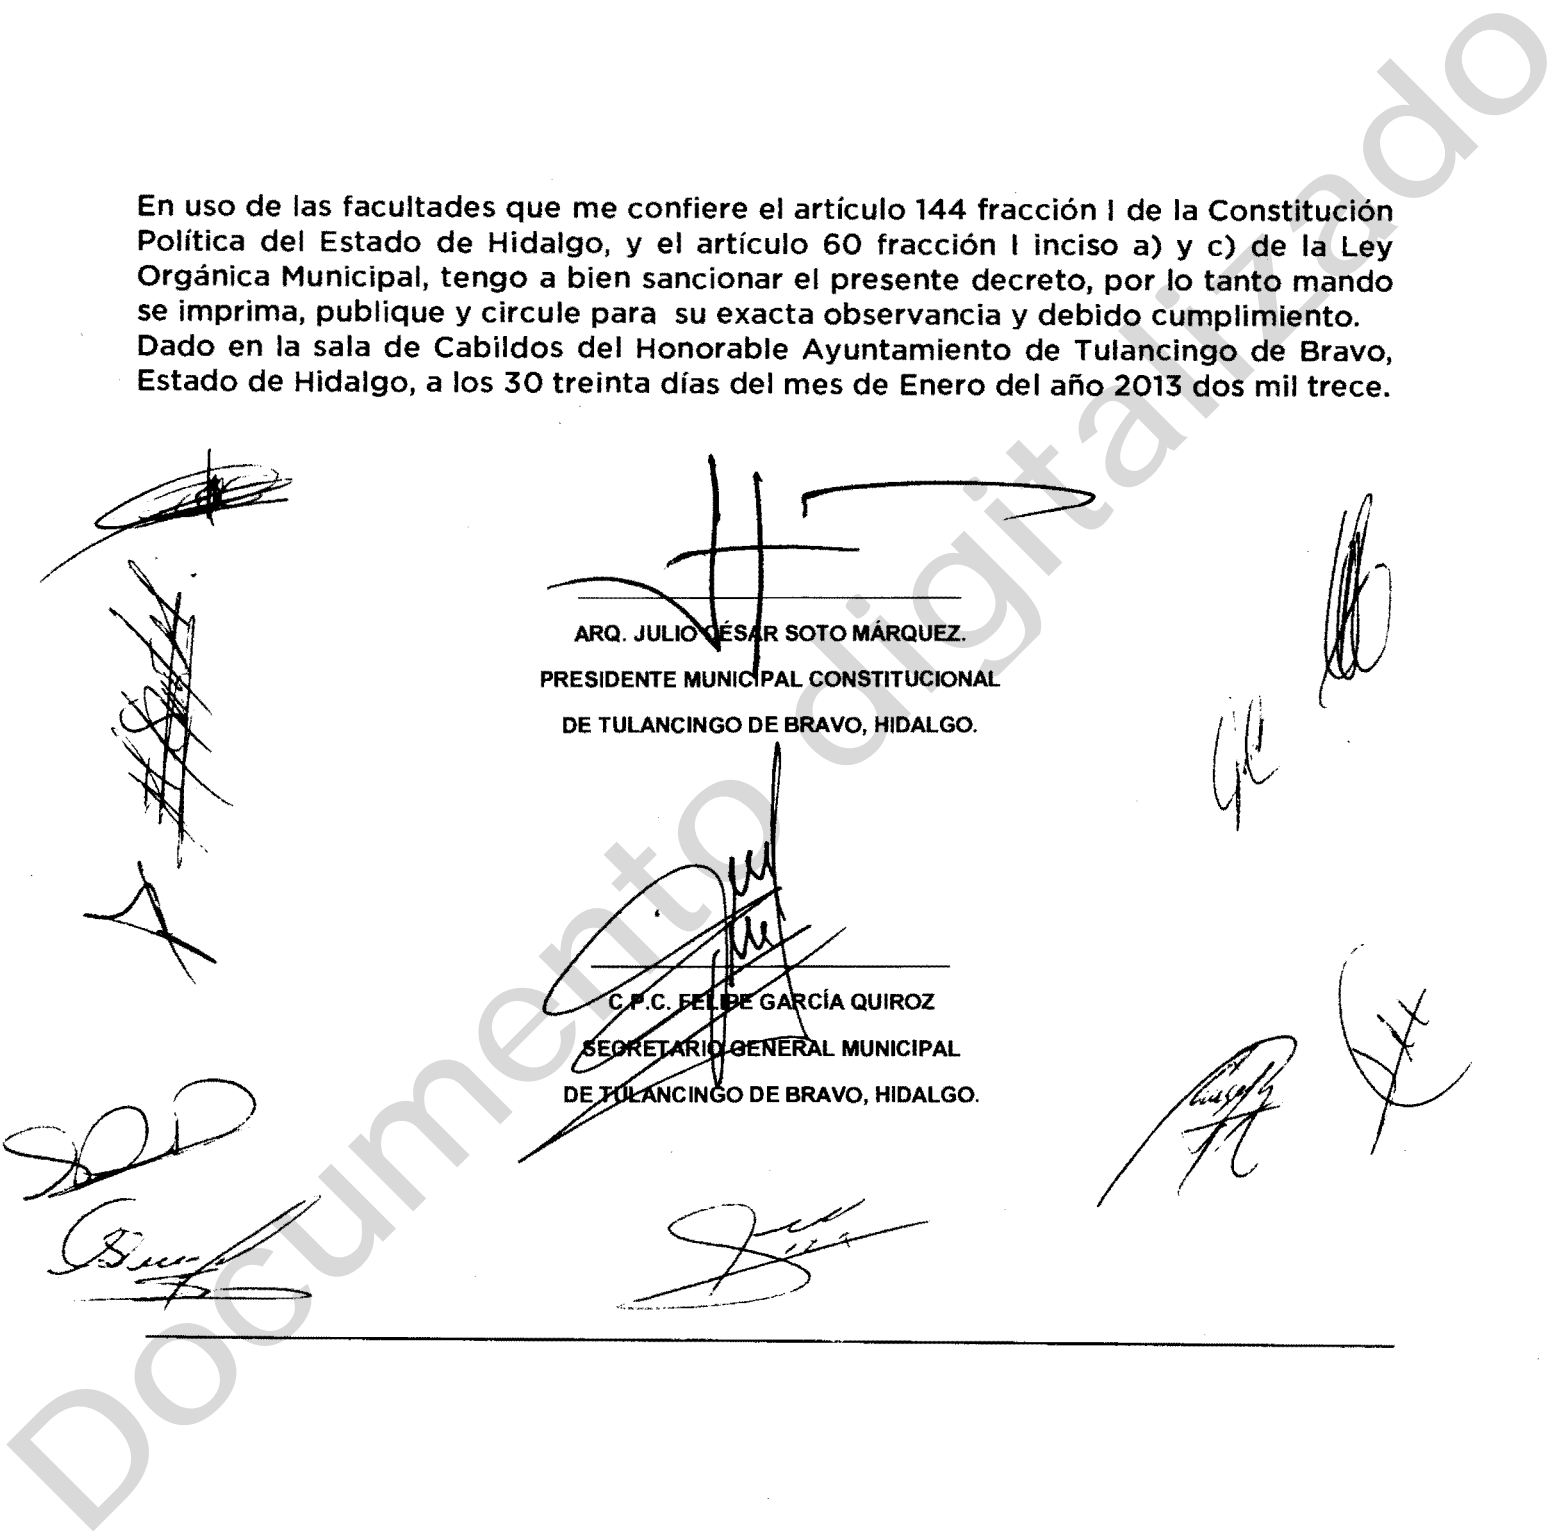 En uso de las facultades que me confiere el artículo 144 fracción I de la Constitución
Política del Estado de Hidalgo, y el artículo 60 fracción I inciso a) y c) de la Ley
Orgánica Municipal, tengo a bien sancionar el presente decreto, por lo tanto mando
se imprima, publique y circule para su exacta observancia y debido cumplimiento.
Dado en la sala de Cabildos del Honorable Ayuntamiento de Tulancingo de Bravo,
Estado de Hidalgo, a los 30 treinta días del mes de Enero del año 2013 dos mil trece.
ARQ. JULIO CÉSAR SOTO MÁRQUEZ.
PRESIDENTE MUNICIPAL CONSTITUCIONAL
DE TULANCINGO DE BRAVO, HIDALGO.
C.P.C. FELIPE GARCÍA QUIROZ
SECRETARIO GENERAL MUNICIPAL
DE TULANCINGO DE BRAVO, HIDALGO.
Documento digitalizado